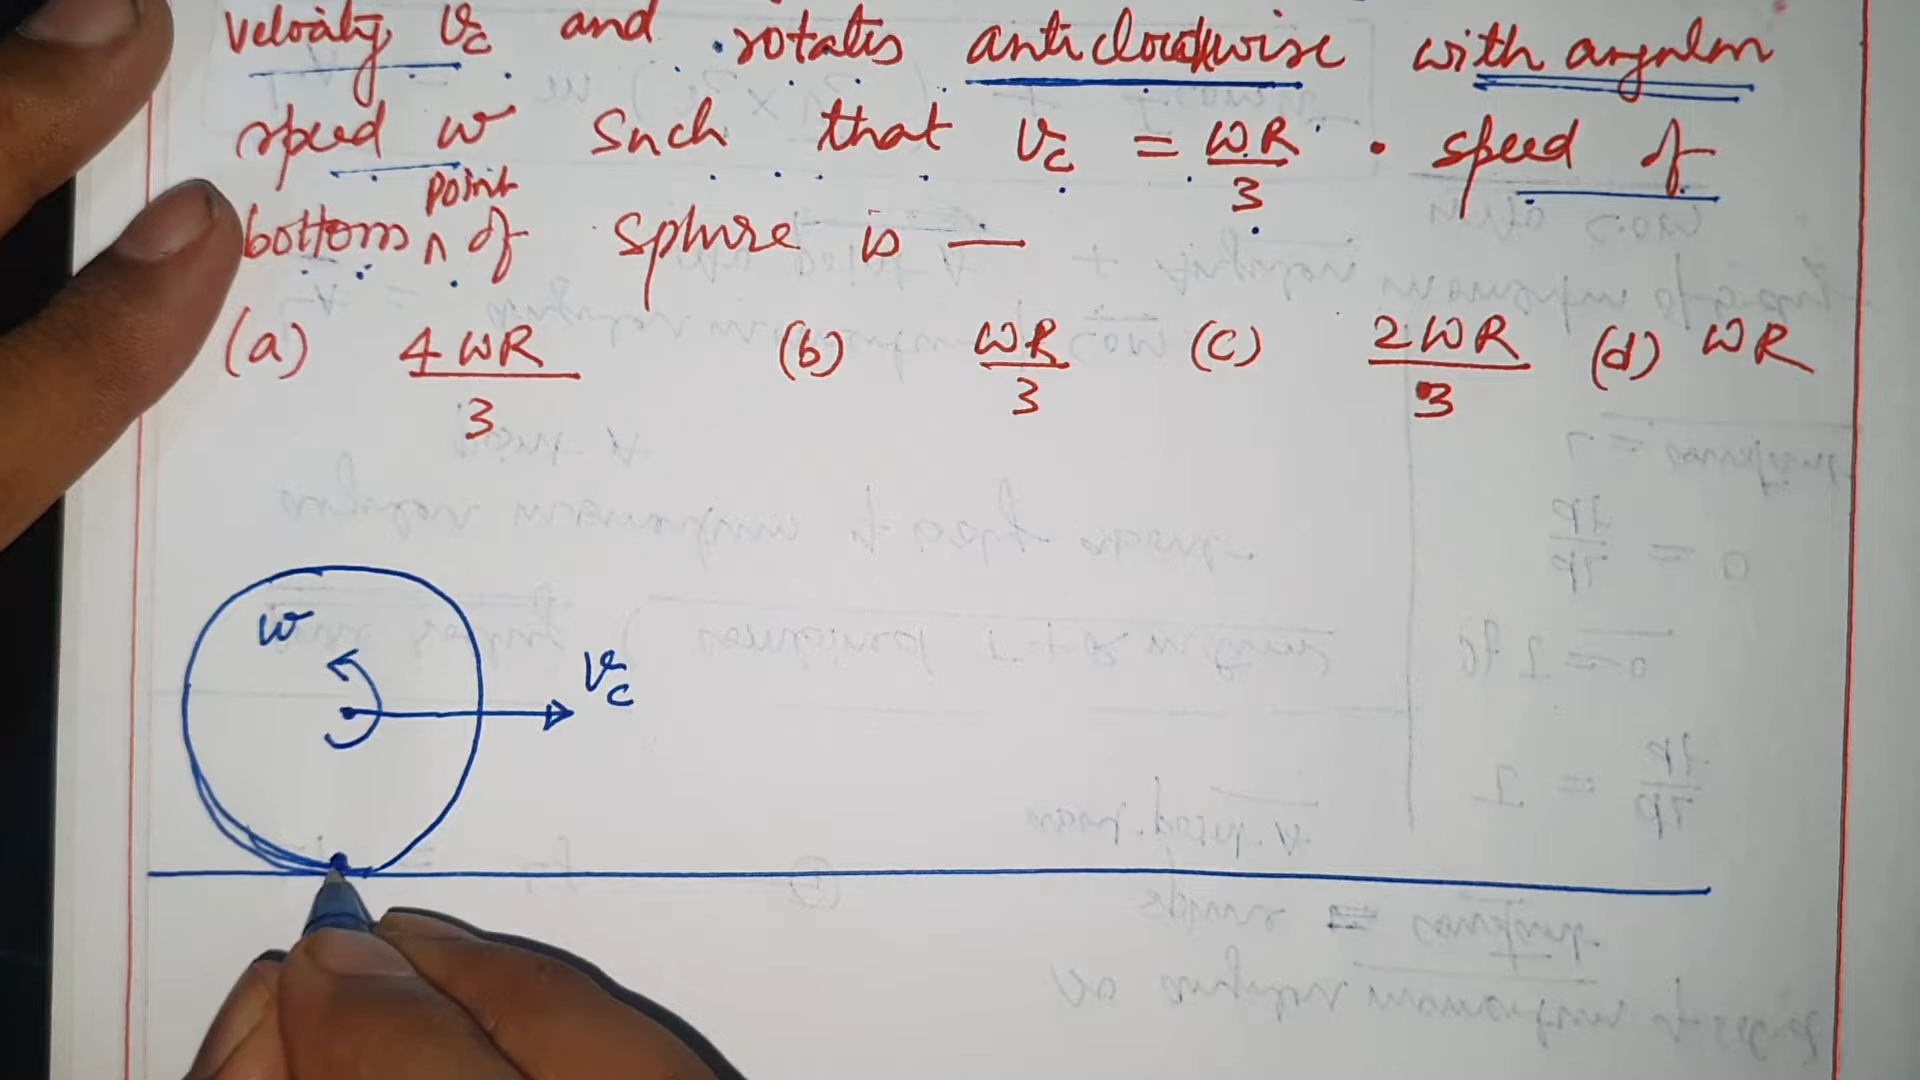 velocity v_c and rotates anticlockwise with angular
speed ω such that v_c = ωR/3 . speed of
bottom point of sphere is —
(a) 4ωR/3 (b) ωR/3 (c) 2ωR/3 (d) ωR
ω
v_c